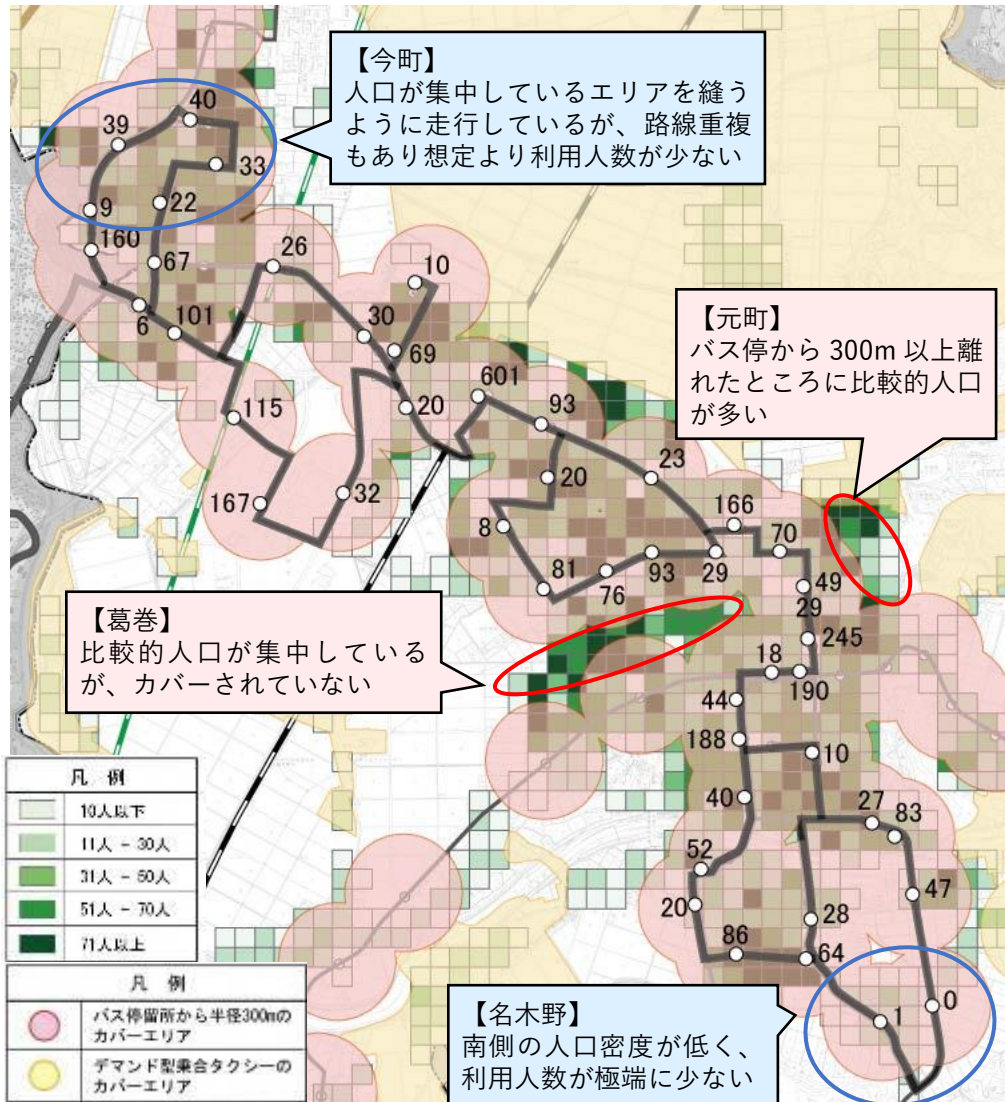 【今町】
人口が集中しているエリアを縫う
ように走行しているが、路線重複
もあり想定より利用人数が少ない
40
39
33
22
9
160
67
26
10
6
101
30
69
601
115
20
93
【元町】
バス停から 300m 以上離
れたところに比較的人口
が多い
167
32
20
23
8
166
70
81
76
93
29
49
29
245
【葛巻】
比較的人口が集中している
が、カバーされていない
18
190
44
188
10
40
27
83
52
47
20
28
86
64
1
0
凡 例
10人以下
11人 - 30人
31人 - 50人
51人 - 70人
71人以上
凡 例
バス停留所から半径300mの
カバーエリア
デマンド型乗合タクシーの
カバーエリア
【名木野】
南側の人口密度が低く、
利用人数が極端に少ない